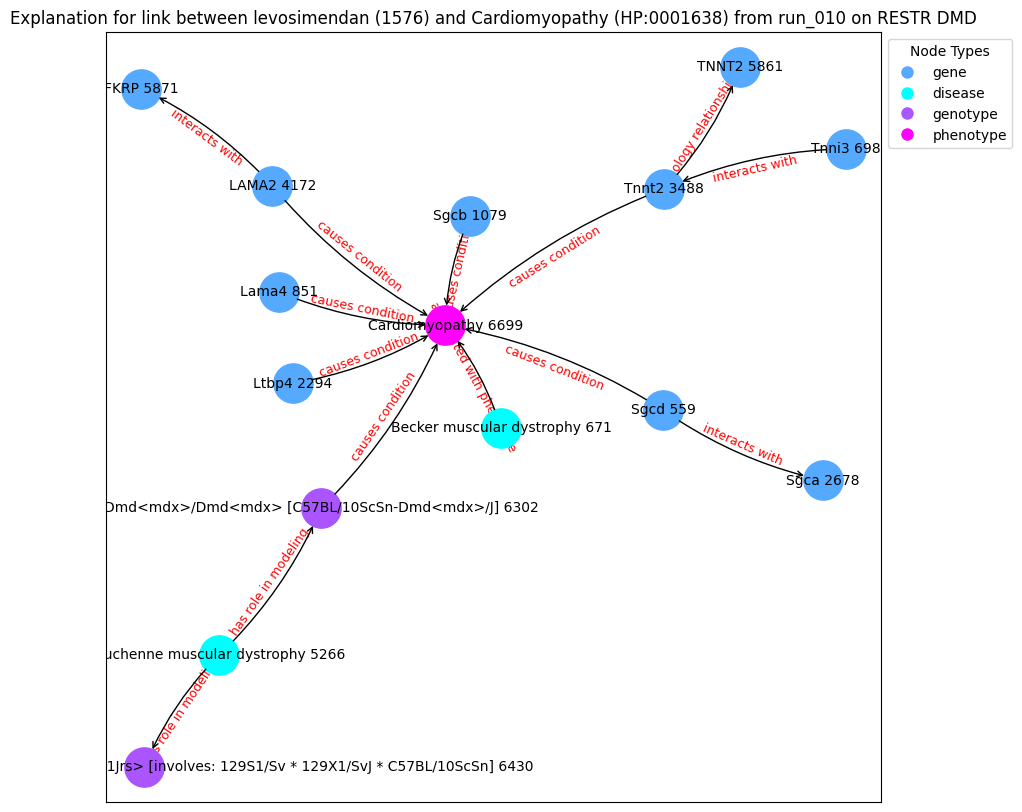 Explanation for link between levosimendan (1576) and Cardiomyopathy (HP:0001638) from run_010 on RESTR DMD
Node Types
gene
disease
genotype
phenotype
TNNT2 5861
FKRP 5871
ology relationshi
Tnni3 698
interacts with
interacts with
LAMA2 4172
Tnnt2 3488
Sgcb 1079
causes condition
causes condition
causes conditi
Lama4 851
causes condition
Cardiomyopathy 6699
causes condition
causes condition
Ltbp4 2294
ted with phe
causes condition
Sgcd 559
Becker muscular dystrophy 671
interacts with
Sgca 2678
Dmd<mdx>/Dmd<mdx> [C57BL/10ScSn-Dmd<mdx>/J] 6302
has role in modeling
uchenne muscular dystrophy 5266
s role in modeli
1Jrs> [involves: 129S1/Sv * 129X1/SvJ * C57BL/10ScSn] 6430